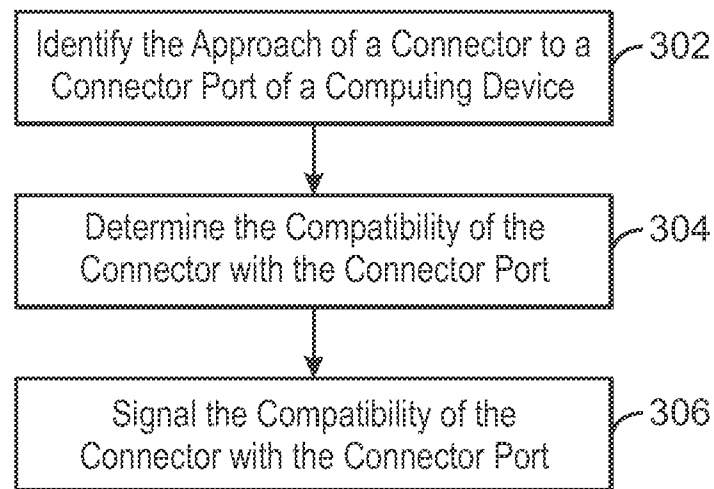 Identify the Approach of a Connector to a
Connector Port of a Computing Device
302
Determine the Compatibility of the
Connector with the Connector Port
304
Signal the Compatibility of the
Connector with the Connector Port
306